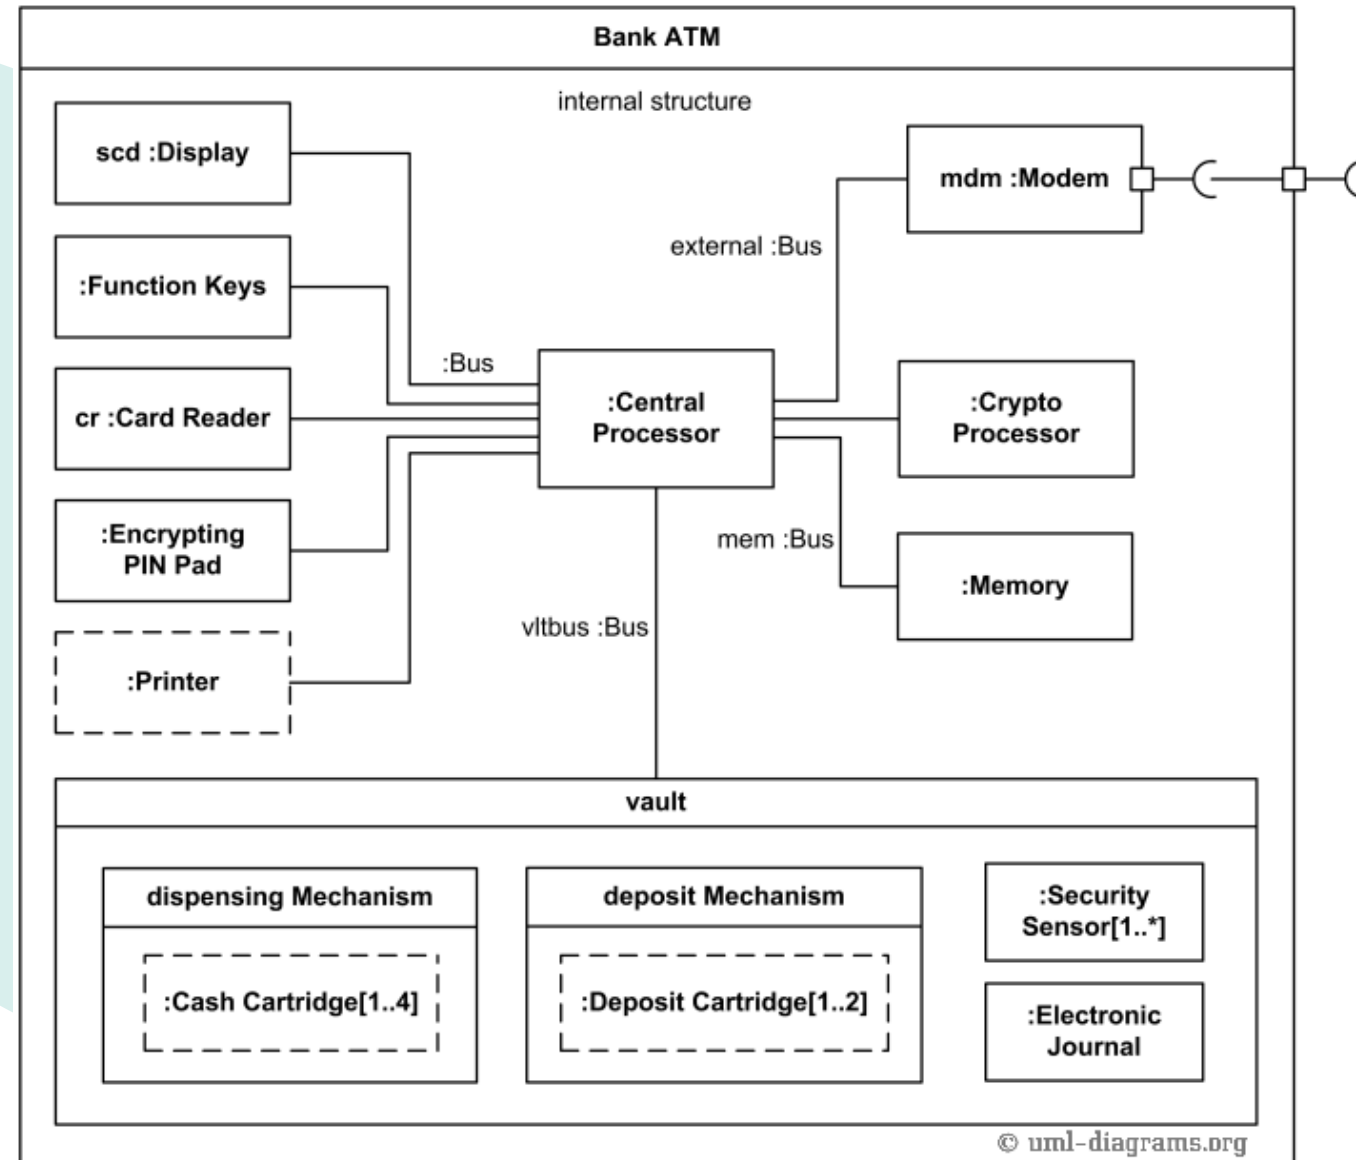 Bank ATM
internal structure
scd :Display
mdm :Modem
external :Bus
:Function Keys
:Bus
:Central
Processor
:Crypto
Processor
cr :Card Reader
:Encrypting
PIN Pad
mem :Bus
:Memory
vltbus :Bus
:Printer
vault
dispensing Mechanism
:Cash Cartridge[1..4]
deposit Mechanism
:Deposit Cartridge[1..2]
:Security
Sensor[1..*]
:Electronic
Journal
© uml-diagrams.org